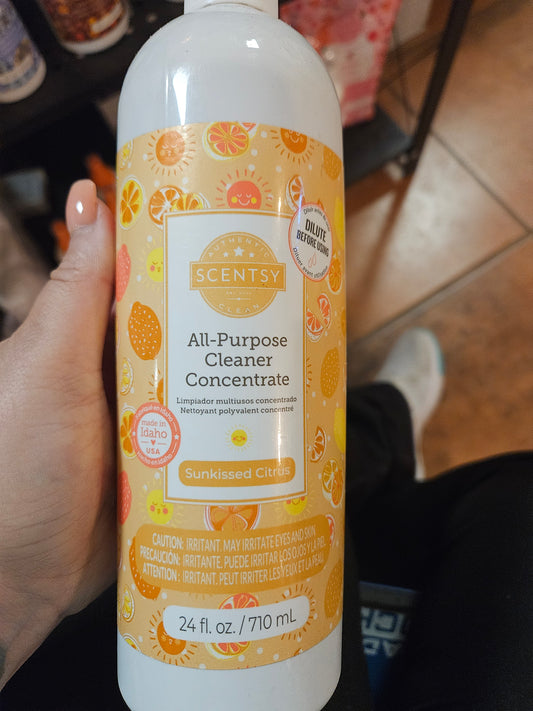 AUTHENTIC
SCENTSY
CLEAN
DILUTE
BEFORE USING
All-Purpose
Cleaner
Concentrate
Limpiador multiusos concentrado
Nettoyant polyvalent concentré
made in
Idaho
USA
Sunkissed Citrus
CAUTION: IRRITANT. MAY IRRITATE EYES AND SKIN.
PRECAUCIÓN: IRRITANTE. PUEDE IRRITAR LOS OJOS Y LA PIEL.
ATTENTION : IRRITANT. PEUT IRRITER LES YEUX ET LA PEAU.
24 fl. oz. / 710 mL